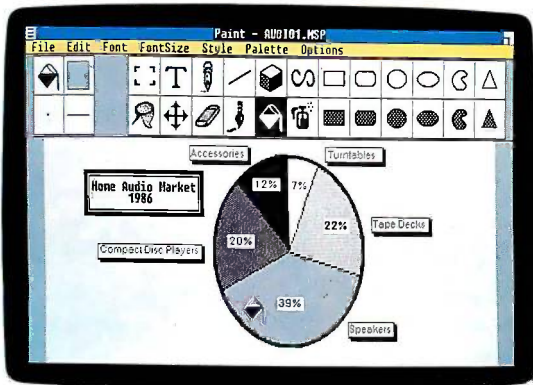 Paint - AUDIO1.MSP
File Edit Font FontSize Style Palette Options
T
Accessories
Turntables
12%
7%
Home Audio Market
1986
22%
Tape Decks
20%
Compact Disc Players
39%
Speakers